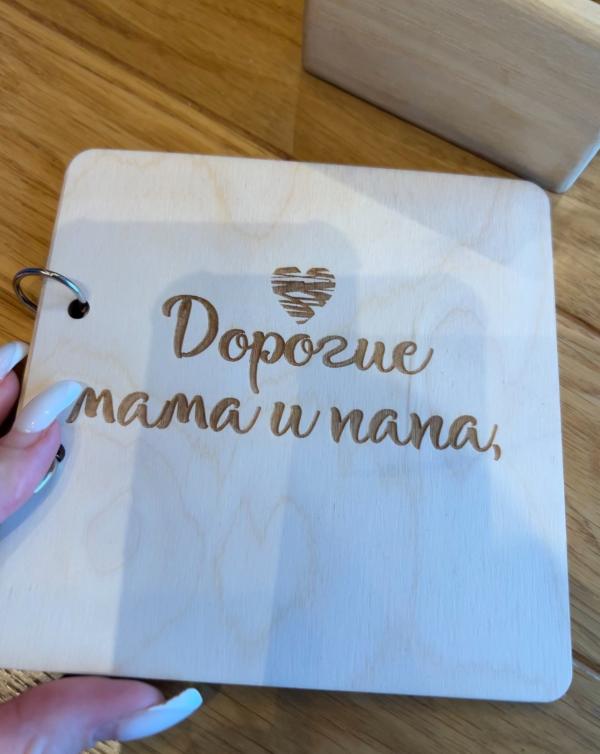 Дорогие
мама и папа,